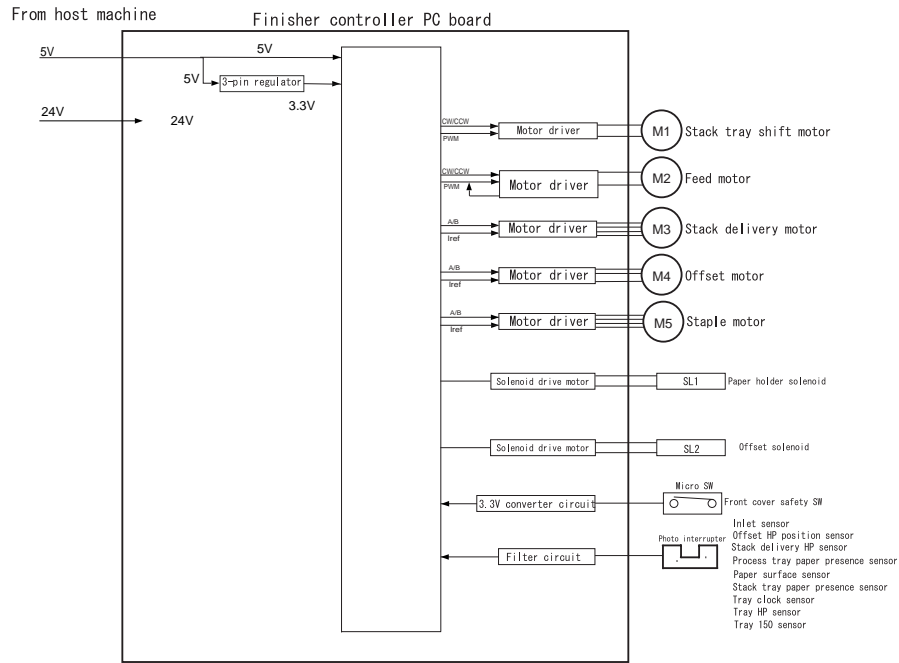 From host machine
Finisher controller PC board
5V
5V
5V
3-pin regulator
3.3V
24V
24V
CW/CCW
PWM
Motor driver
M1
Stack tray shift motor
CW/CCW
PWM
Motor driver
M2
Feed motor
A/B
Iref
Motor driver
M3
Stack delivery motor
A/B
Iref
Motor driver
M4
Offset motor
A/B
Iref
Motor driver
M5
Staple motor
Solenoid drive motor
SL1
Paper holder solenoid
Solenoid drive motor
SL2
Offset solenoid
3.3V converter circuit
Micro SW
Front cover safety SW
Filter circuit
Photo interrupter
Inlet sensor
Offset HP position sensor
Stack delivery HP sensor
Process tray paper presence sensor
Paper surface sensor
Stack tray paper presence sensor
Tray clock sensor
Tray HP sensor
Tray 150 sensor